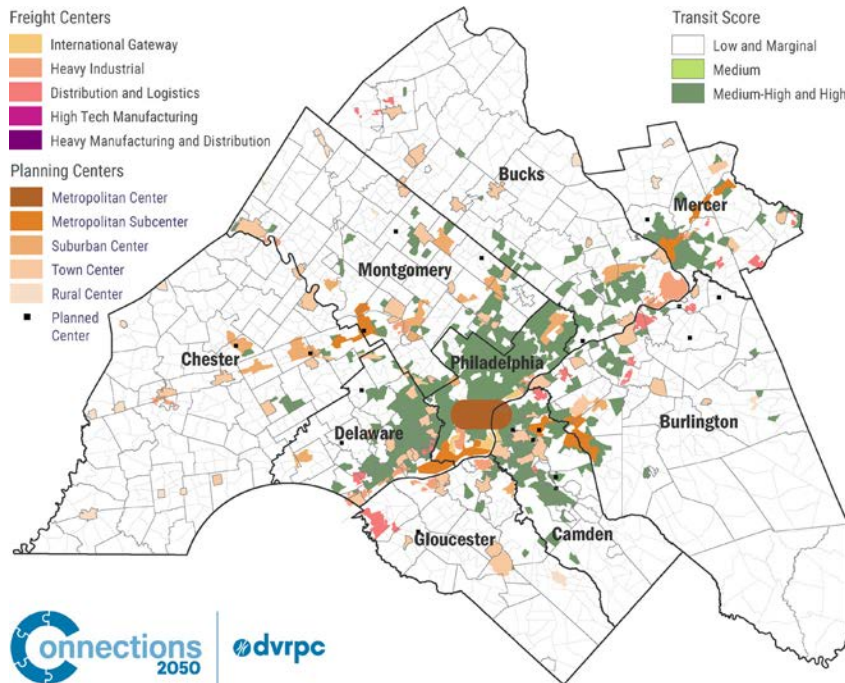 Freight Centers
International Gateway
Heavy Industrial
Distribution and Logistics
High Tech Manufacturing
Heavy Manufacturing and Distribution
Planning Centers
Metropolitan Center
Metropolitan Subcenter
Suburban Center
Town Center
Rural Center
Planned
Center
Transit Score
Low and Marginal
Medium
Medium-High and High
Bucks
Mercer
Montgomery
Chester
Philadelphia
Delaware
Burlington
Gloucester
Camden
Connections
2050
dvrpc